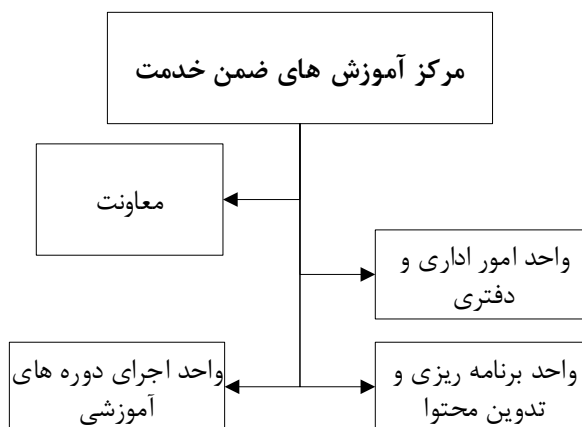 مرکز آموزش های ضمن خدمت
معاونت
واحد امور اداری و
دفتری
واحد برنامه ریزی و
تدوین محتوا
واحد اجرای دوره های
آموزشی